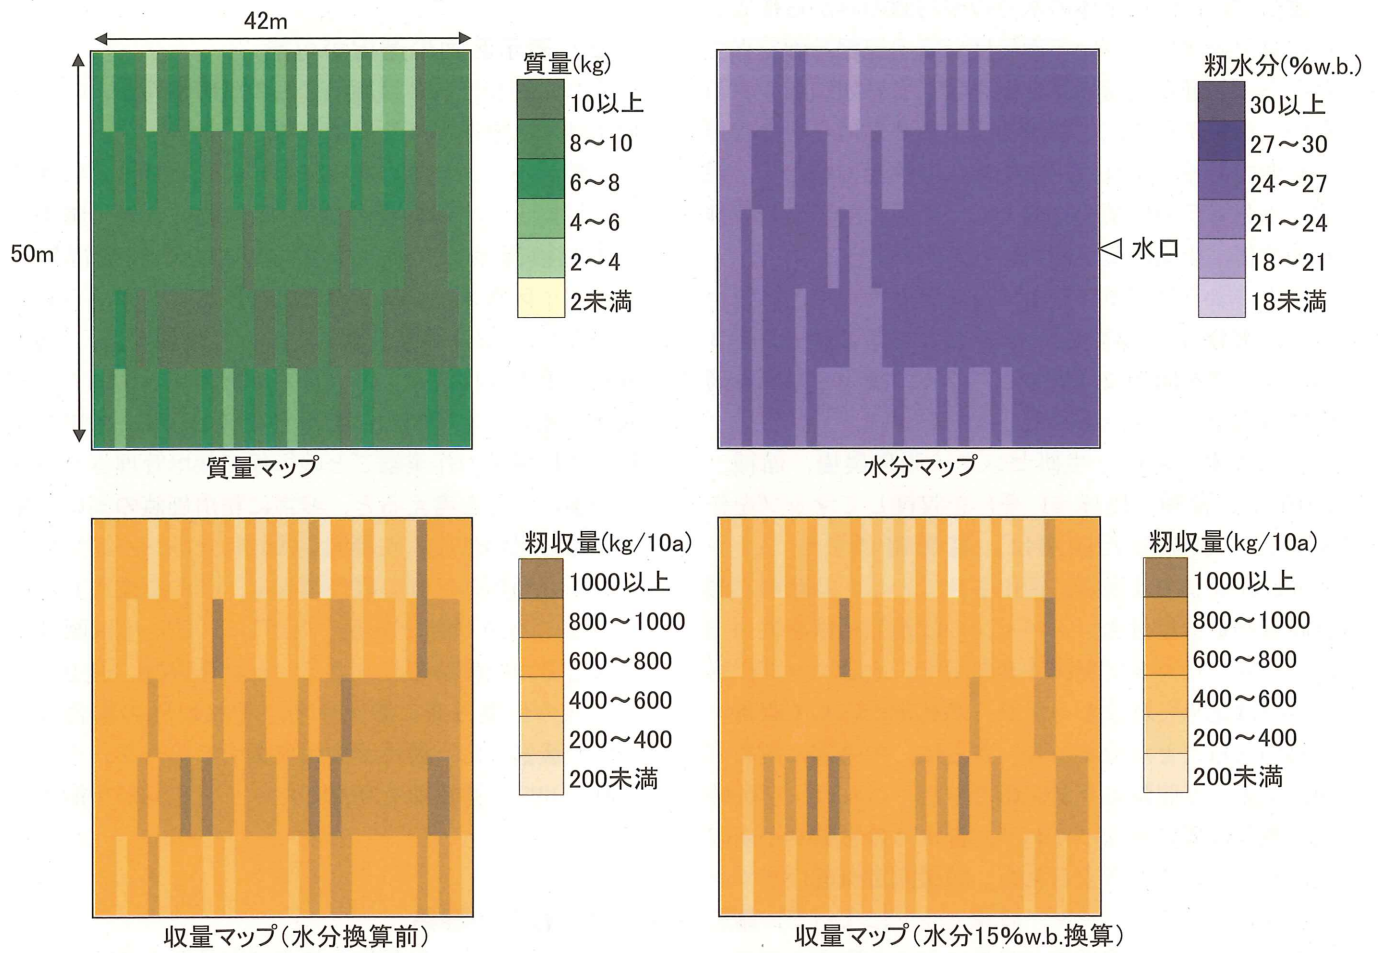 42m
50m
質量(kg)
10以上
8～10
6～8
4～6
2～4
2未満
質量マップ
籾水分(%w.b.)
30以上
27～30
24～27
21～24
18～21
18未満
水口
水分マップ
籾収量(kg/10a)
1000以上
800～1000
600～800
400～600
200～400
200未満
収量マップ(水分換算前)
籾収量(kg/10a)
1000以上
800～1000
600～800
400～600
200～400
200未満
収量マップ(水分15%w.b.換算)